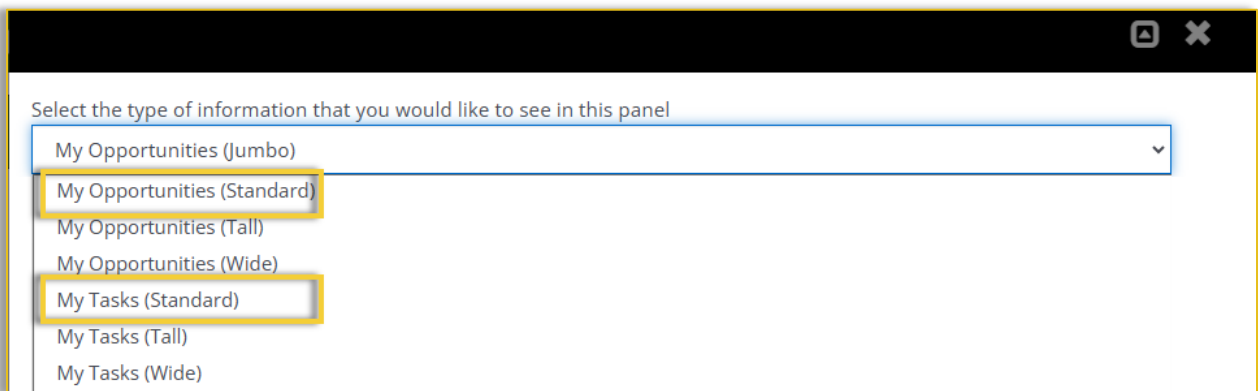 Select the type of information that you would like to see in this panel
My Opportunities (Jumbo)
My Opportunities (Standard)
My Opportunities (Tall)
My Opportunities (Wide)
My Tasks (Standard)
My Tasks (Tall)
My Tasks (Wide)